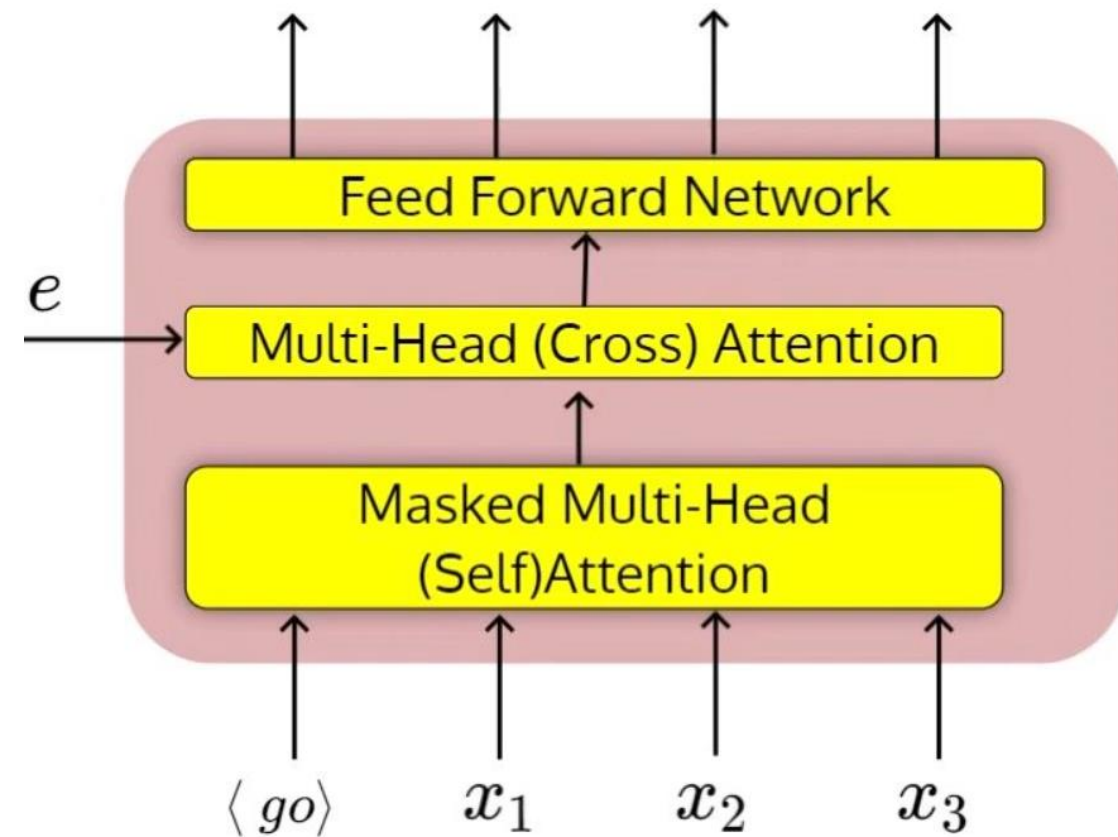 Feed Forward Network
e
Multi-Head (Cross) Attention
Masked Multi-Head
(Self)Attention
⟨ go⟩ x₁ x₂ x₃